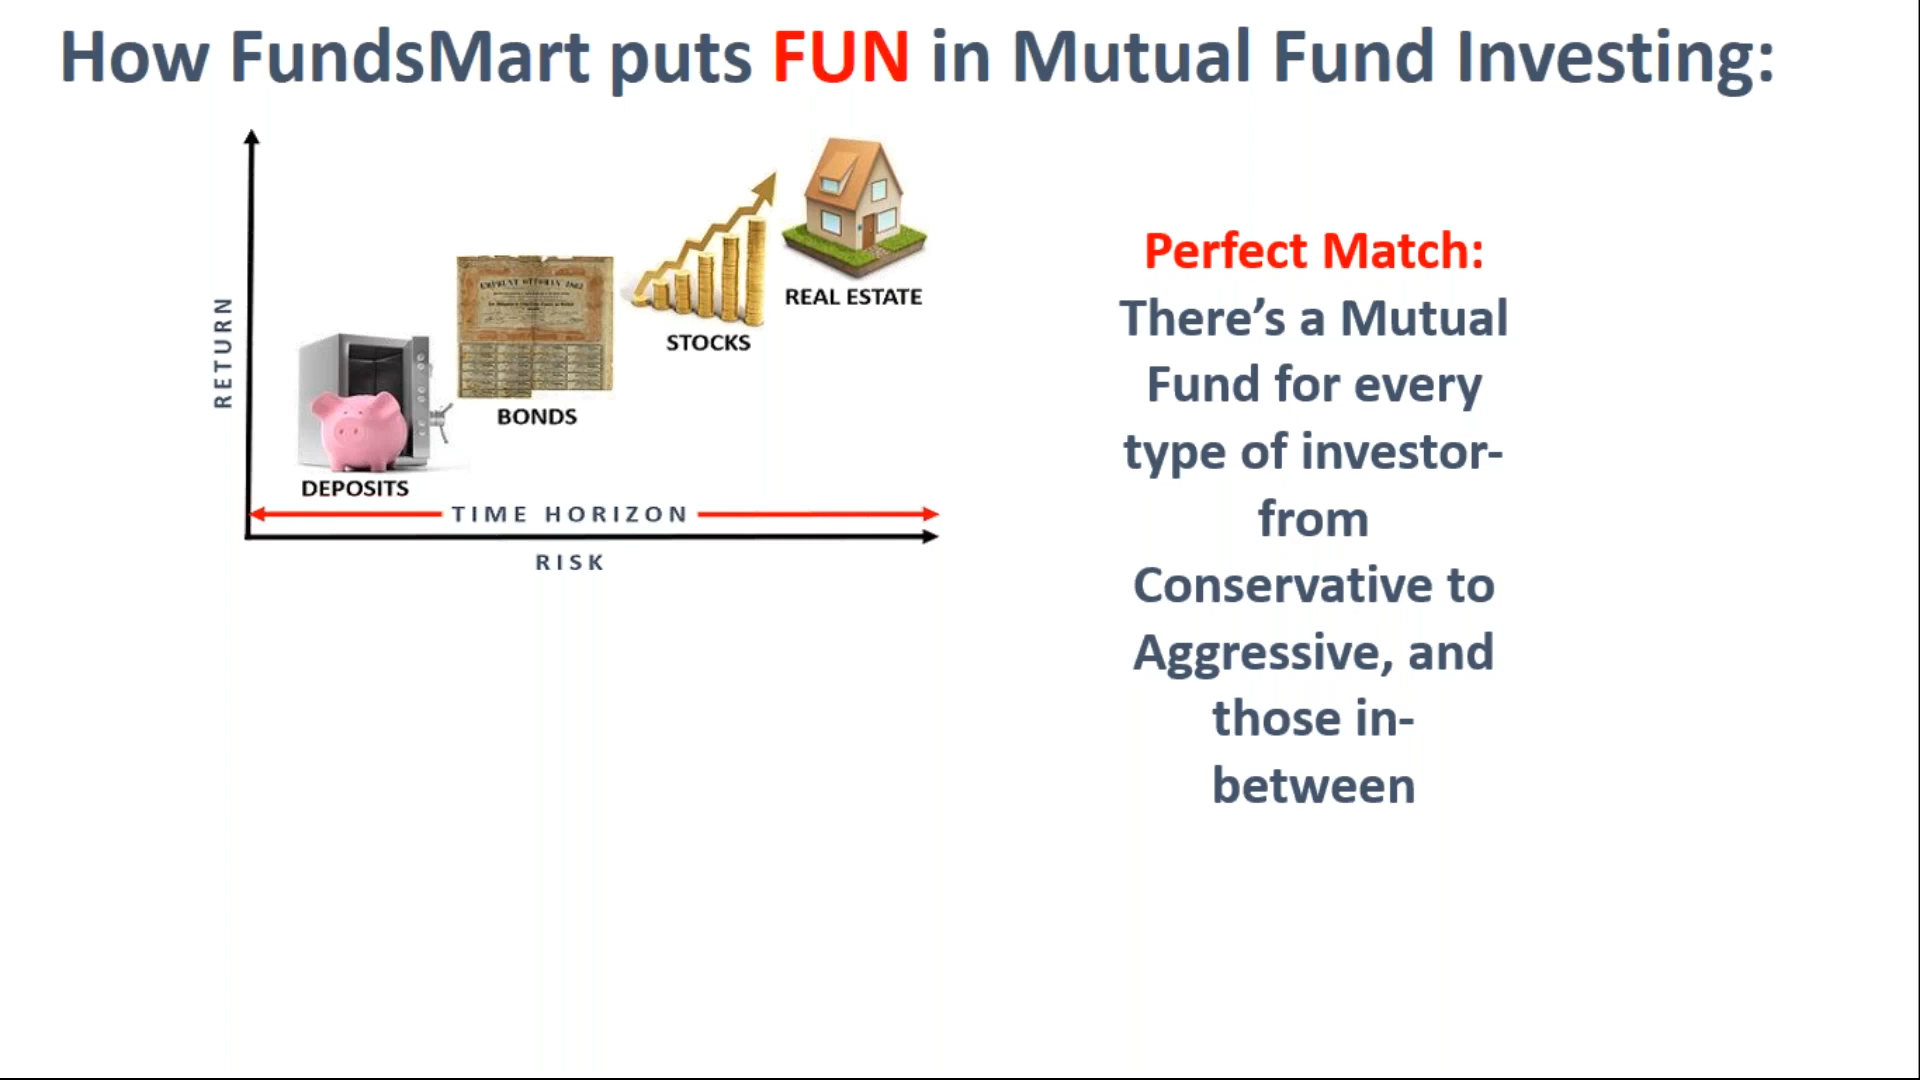 How FundsMart puts FUN in Mutual Fund Investing:
RETURN
DEPOSITS
BONDS
STOCKS
REAL ESTATE
TIME HORIZON
RISK
Perfect Match:
There’s a Mutual
Fund for every
type of investor-
from
Conservative to
Aggressive, and
those in-
between